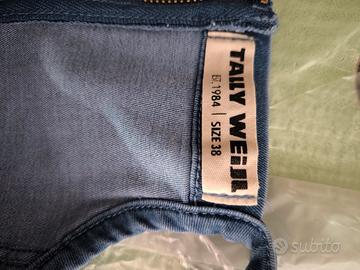 TALLY WEiJL
EST. 1984 | SIZE 38
subito